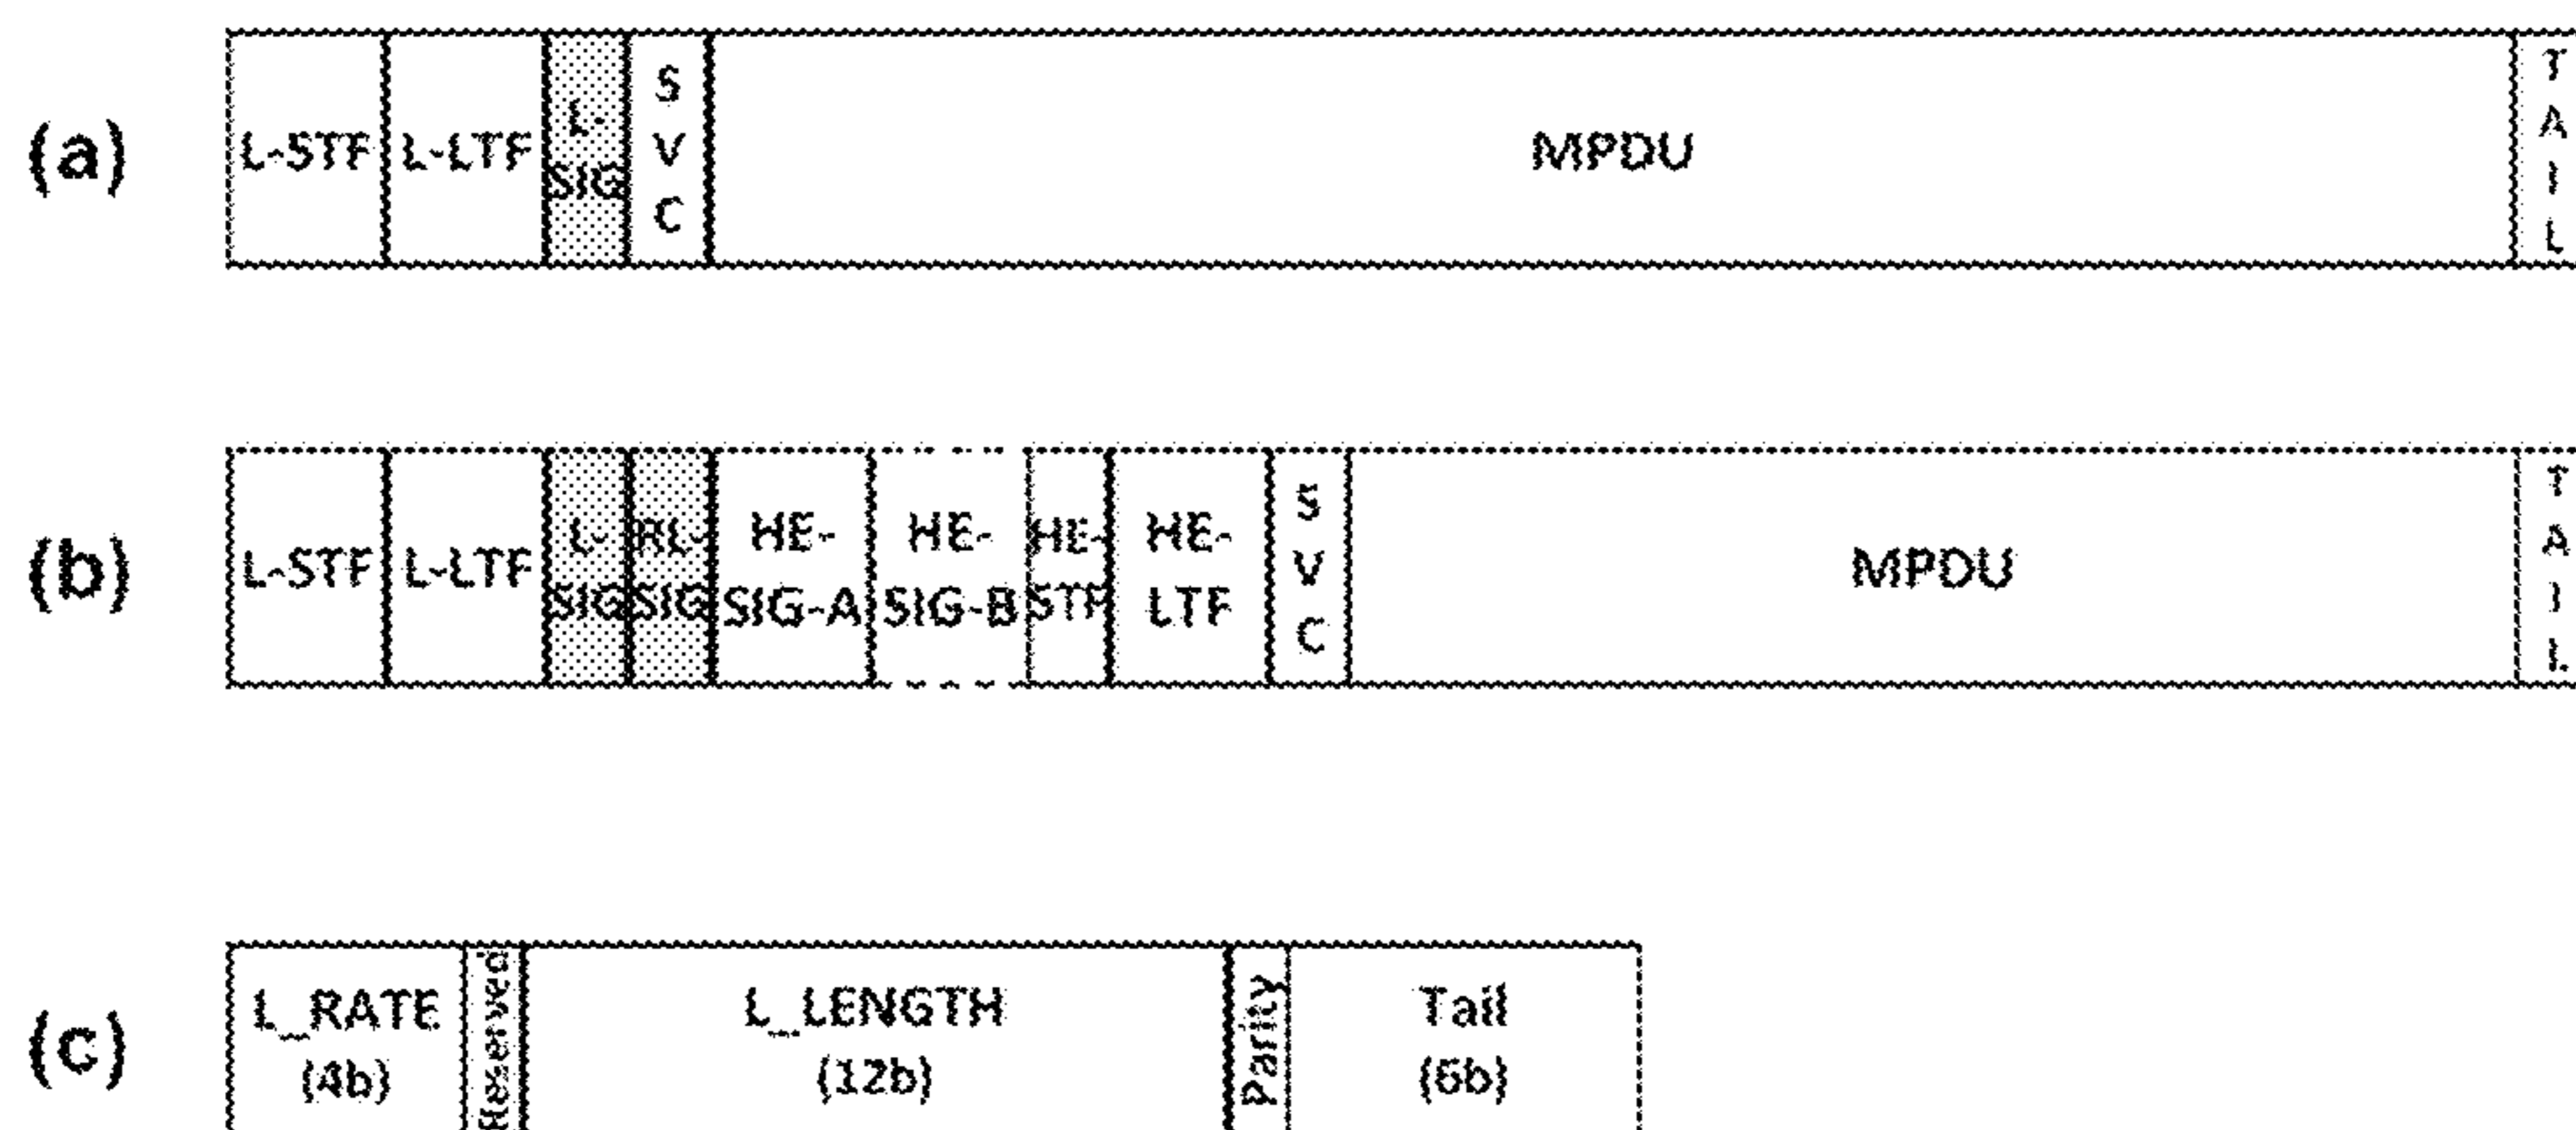 (a)
L-STF
L-LTF
L-
SIG
S
V
C
MPDU
T
A
I
L
(b)
L-STF
L-LTF
L-
SIG
RL-
SIG
HE-
SIG-A
HE-
SIG-B
HE-
STF
HE-
LTF
S
V
C
MPDU
T
A
I
L
(c)
L_RATE
(4b)
Reserved
L_LENGTH
(12b)
Parity
Tail
(6b)